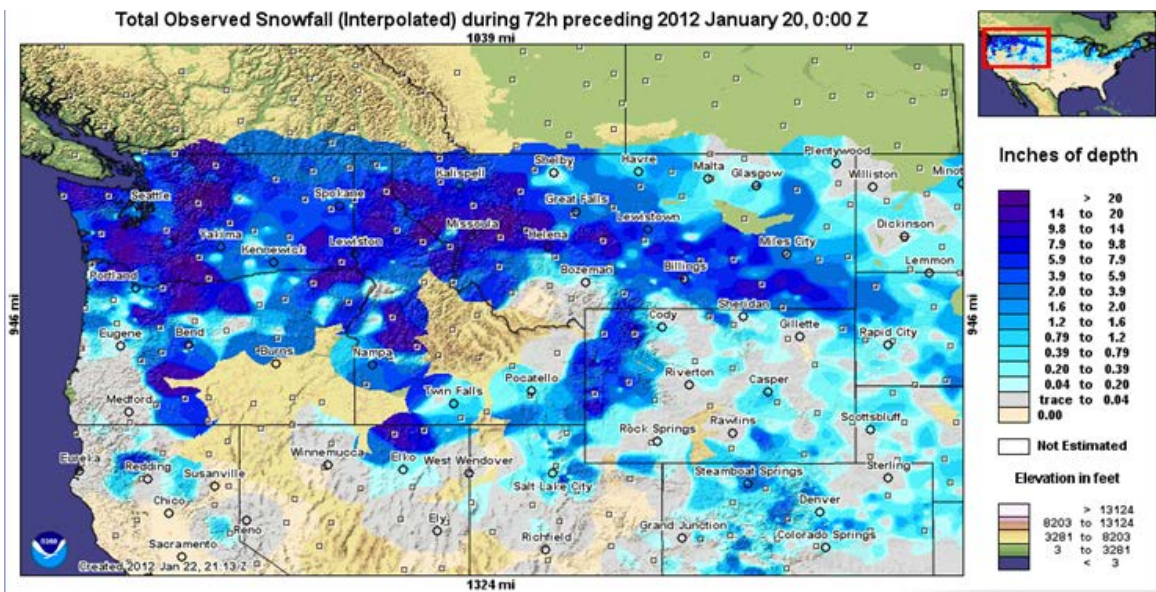 Total Observed Snowfall (Interpolated) during 72h preceding 2012 January 20, 0:00 Z
1039 mi
Plentywood
Shelby
Havre
Malta
Glasgow
Williston
Minot
Seattle
Spokane
Kalispell
Great Falls
Lewistown
Dickinson
Yakima
Kennewick
Lewiston
Missoula
Helena
Miles City
Portland
Bozeman
Billings
Lemmon
946 mi
946 mi
Sheridan
Eugene
Bend
Cody
Gillette
Rapid City
Burns
Nampa
Riverton
Casper
Medford
Twin Falls
Pocatello
Rawlins
Scottsbluff
Rock Springs
Eureka
Redding
Susanville
Winnemucca
Elko
West Wendover
Salt Lake City
Steamboat Springs
Sterling
Chico
Reno
Ely
Denver
Grand Junction
Sacramento
Richfield
Colorado Springs
Created 2012 Jan 22, 21:13 Z
1324 mi
Inches of depth
> 20
14 to 20
9.8 to 14
7.9 to 9.8
5.9 to 7.9
3.9 to 5.9
2.0 to 3.9
1.6 to 2.0
1.2 to 1.6
0.79 to 1.2
0.39 to 0.79
0.20 to 0.39
0.04 to 0.20
trace to 0.04
0.00
Not Estimated
Elevation in feet
> 13124
8203 to 13124
3281 to 8203
3 to 3281
< 3